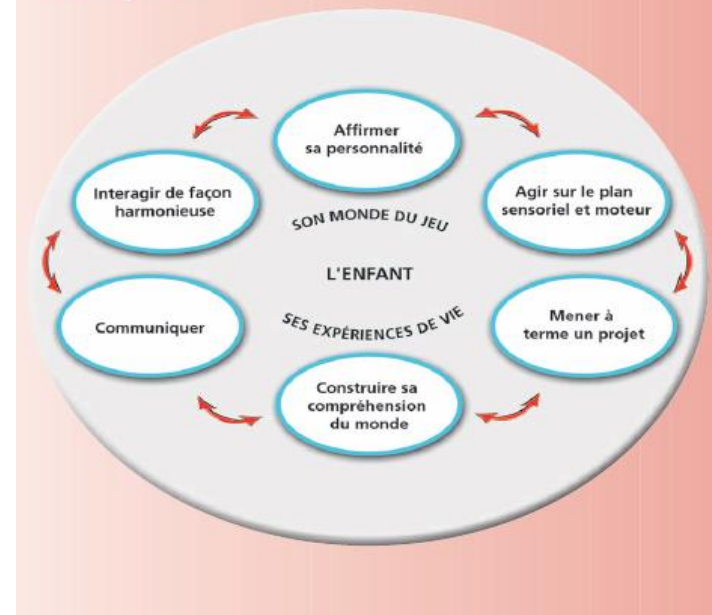 Affirmer
sa personnalité
Interagir de façon
harmonieuse
Agir sur le plan
sensoriel et moteur
SON MONDE DU JEU
L'ENFANT
SES EXPÉRIENCES DE VIE
Communiquer
Mener à
terme un projet
Construire sa
compréhension
du monde